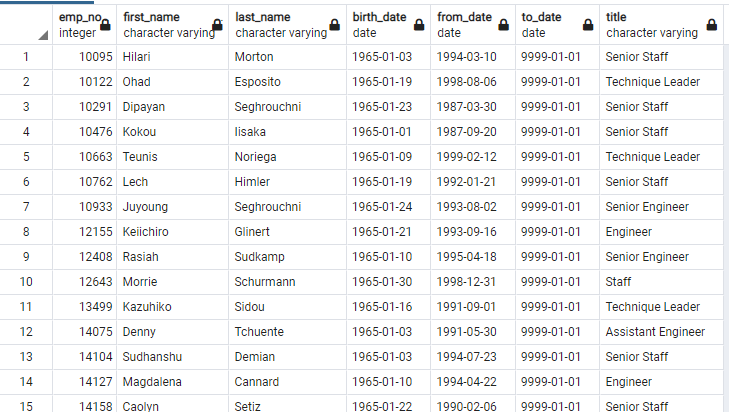 emp_no first_name last_name birth_date from_date to_date title
integer character varying character varying date date date character varying
1 10095 Hilari Morton 1965-01-03 1994-03-10 9999-01-01 Senior Staff
2 10122 Ohad Esposito 1965-01-19 1998-08-06 9999-01-01 Technique Leader
3 10291 Dipayan Seghrouchni 1965-01-23 1987-03-30 9999-01-01 Senior Staff
4 10476 Kokou Iisaka 1965-01-01 1987-09-20 9999-01-01 Senior Staff
5 10663 Teunis Noriega 1965-01-09 1999-02-12 9999-01-01 Technique Leader
6 10762 Lech Himler 1965-01-19 1992-01-21 9999-01-01 Senior Staff
7 10933 Juyoung Seghrouchni 1965-01-24 1993-08-02 9999-01-01 Senior Engineer
8 12155 Keiichiro Glinert 1965-01-21 1993-09-16 9999-01-01 Engineer
9 12408 Rasiah Sudkamp 1965-01-10 1995-04-18 9999-01-01 Senior Engineer
10 12643 Morrie Schurmann 1965-01-30 1998-12-31 9999-01-01 Staff
11 13499 Kazuhiko Sidou 1965-01-16 1991-09-01 9999-01-01 Technique Leader
12 14075 Denny Tchuente 1965-01-03 1991-05-30 9999-01-01 Assistant Engineer
13 14104 Sudhanshu Demian 1965-01-03 1994-07-23 9999-01-01 Senior Staff
14 14127 Magdalena Cannard 1965-01-10 1994-04-22 9999-01-01 Engineer
15 14158 Caolyn Setiz 1965-01-22 1990-02-06 9999-01-01 Senior Staff